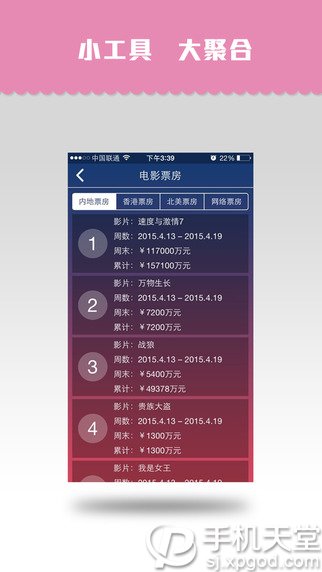 小工具 大聚合
中国联通 下午3:39 22%
电影票房
内地票房 香港票房 北美票房 网络票房
1
影片：速度与激情7
周数：2015.4.13－2015.4.19
周末：￥117000万元
累计：￥157100万元
2
影片：万物生长
周数：2015.4.13－2015.4.19
周末：￥7200万元
累计：￥7200万元
3
影片：战狼
周数：2015.4.13－2015.4.19
周末：￥5400万元
累计：￥49378万元
4
影片：贵族大盗
周数：2015.4.13－2015.4.19
周末：￥1300万元
累计：￥1300万元
影片：我是女王
周数：2015.4.13－2015.4.19
手机天堂
sj.xpgod.com